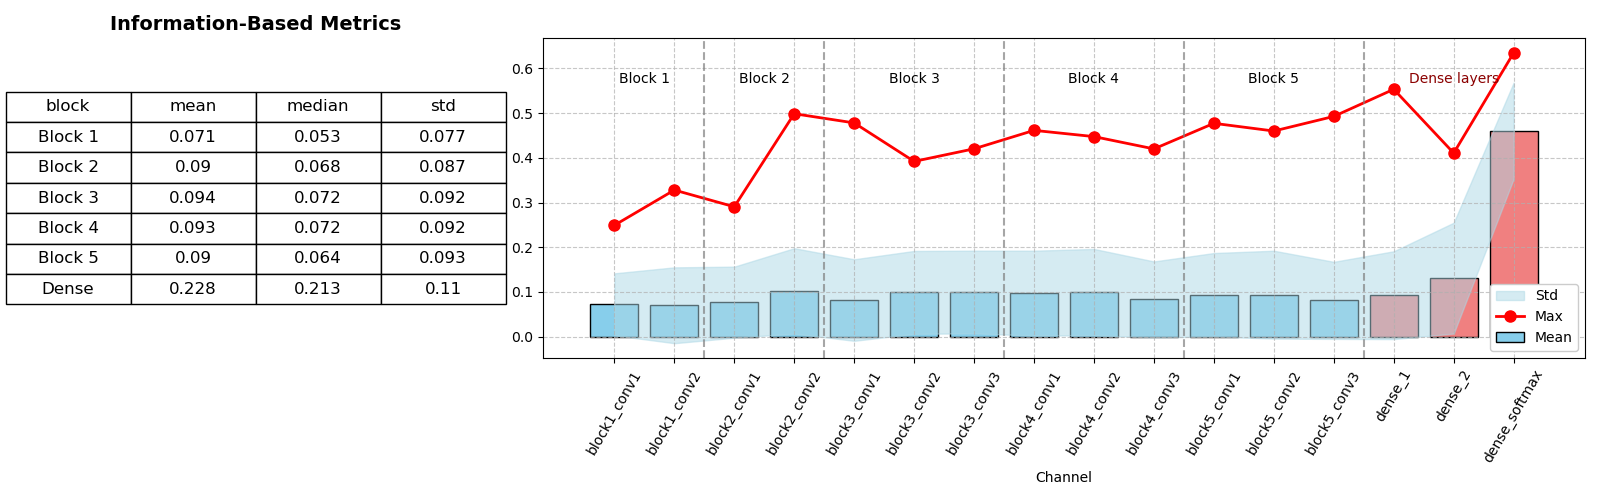 Information-Based Metrics
block mean median std
Block 1 0.071 0.053 0.077
Block 2 0.09 0.068 0.087
Block 3 0.094 0.072 0.092
Block 4 0.093 0.072 0.092
Block 5 0.09 0.064 0.093
Dense 0.228 0.213 0.11
0.6
0.5
0.4
0.3
0.2
0.1
0.0
Block 1 Block 2 Block 3 Block 4 Block 5 Dense layers
Std
Max
Mean
block1_conv1
block1_conv2
block2_conv1
block2_conv2
block3_conv1
block3_conv2
block3_conv3
block4_conv1
block4_conv2
block4_conv3
block5_conv1
block5_conv2
block5_conv3
dense_1
dense_2
dense_softmax
Channel